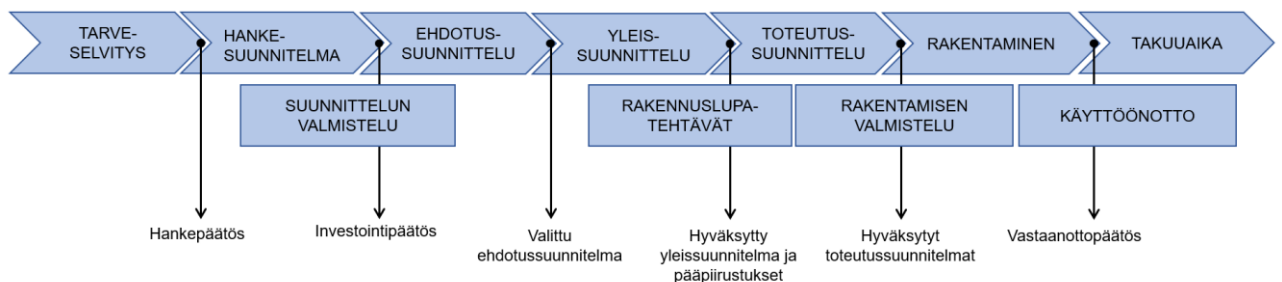 TARVE-
SELVITYS
HANKE-
SUUNNITELMA
EHDOTUS-
SUUNNITTELU
YLEIS-
SUUNNITTELU
TOTEUTUS-
SUUNNITTELU
RAKENTAMINEN
TAKUUAIKA
SUUNNITTELUN
VALMISTELU
RAKENNUSLUPA-
TEHTÄVÄT
RAKENTAMISEN
VALMISTELU
KÄYTTÖÖNOTTO
Hankepäätös
Investointipäätös
Valittu
ehdotussuunnitelma
Hyväksytty
yleissuunnitelma ja
pääpiirustukset
Hyväksytyt
toteutussuunnitelmat
Vastaanottopäätös